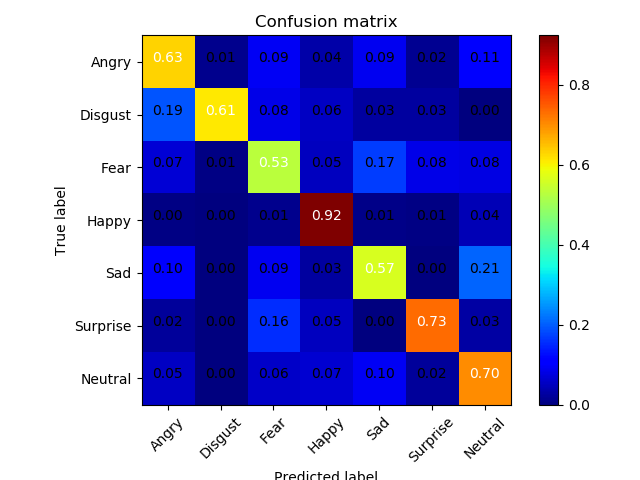 Confusion matrix
Angry 0.63 0.01 0.09 0.04 0.09 0.02 0.11
Disgust 0.19 0.61 0.08 0.06 0.03 0.03 0.00
Fear 0.07 0.01 0.53 0.05 0.17 0.08 0.08
Happy 0.00 0.00 0.01 0.92 0.01 0.01 0.04
Sad 0.10 0.00 0.09 0.03 0.57 0.00 0.21
Surprise 0.02 0.00 0.16 0.05 0.00 0.73 0.03
Neutral 0.05 0.00 0.06 0.07 0.10 0.02 0.70
True label
Angry Disgust Fear Happy Sad Surprise Neutral
Predicted label
0.8
0.6
0.4
0.2
0.0